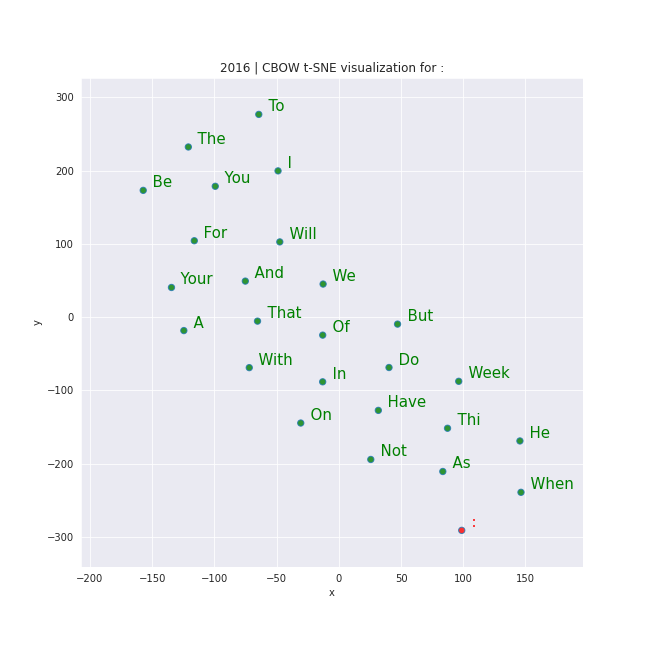 2016 | CBOW t-SNE visualization for :
To
The
I
You
Be
For
Will
And
We
Your
That
But
A
Of
With
Do
In
Week
Have
On
Thi
He
Not
As
When
:
300
200
100
0
−100
−200
−300
y
−200
−150
−100
−50
0
50
100
150
x